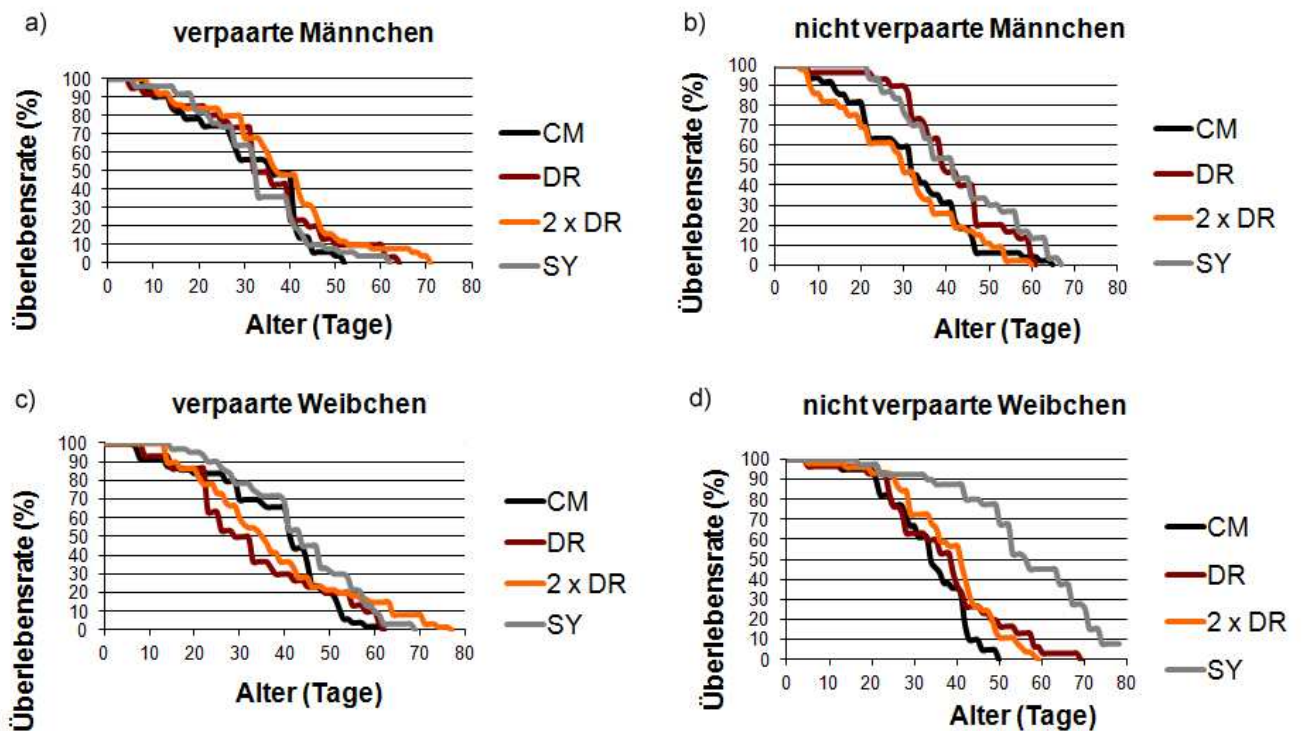 a)
verpaarte Männchen
100
90
80
70
60
50
40
30
20
10
0
Überlebensrate (%)
0 10 20 30 40 50 60 70 80
Alter (Tage)
CM
DR
2 x DR
SY
b)
nicht verpaarte Männchen
100
90
80
70
60
50
40
30
20
10
0
Überlebensrate (%)
0 10 20 30 40 50 60 70 80
Alter (Tage)
CM
DR
2 x DR
SY
c)
verpaarte Weibchen
100
90
80
70
60
50
40
30
20
10
0
Überlebensrate (%)
0 10 20 30 40 50 60 70 80
Alter (Tage)
CM
DR
2 x DR
SY
d)
nicht verpaarte Weibchen
100
90
80
70
60
50
40
30
20
10
0
Überlebensrate (%)
0 10 20 30 40 50 60 70 80
Alter (Tage)
CM
DR
2 x DR
SY